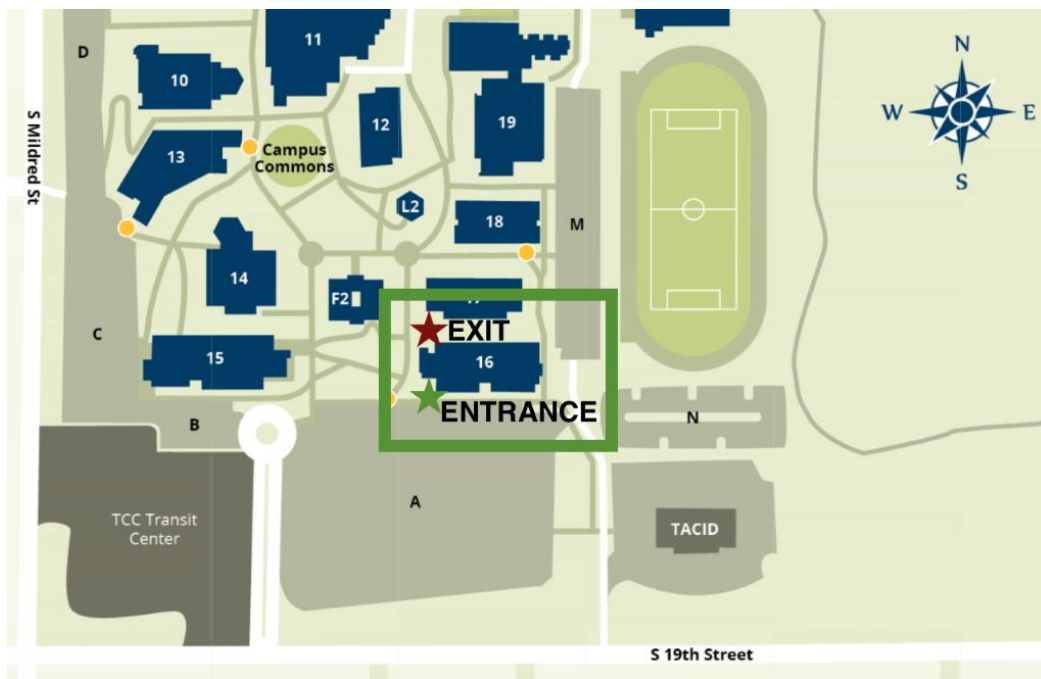 D
11
10
N
W
E
S
12
19
S Mildred St
13
Campus
Commons
L2
18
M
14
F2
17
EXIT
C
15
16
ENTRANCE
B
N
A
TCC Transit
Center
TACID
S 19th Street